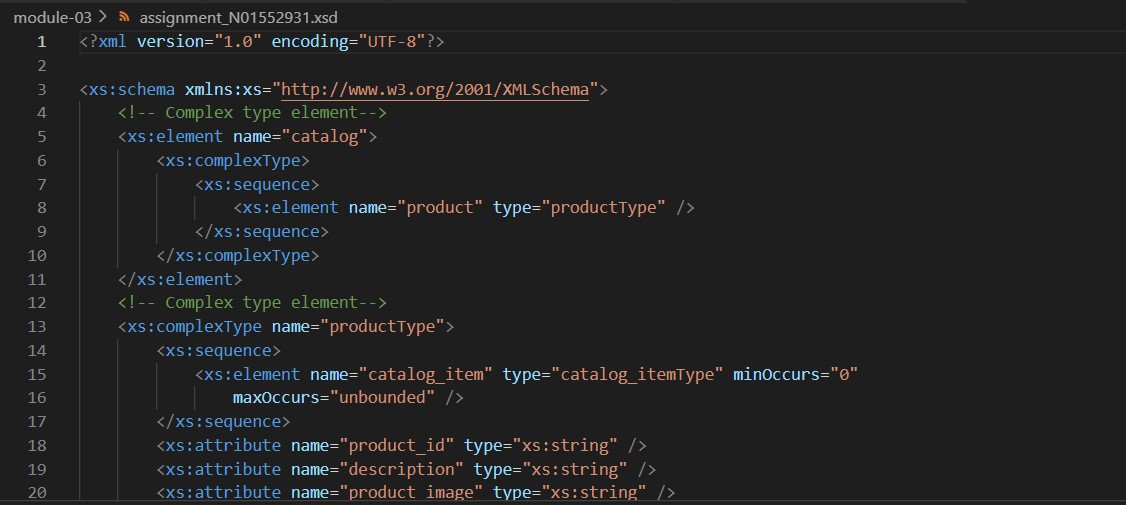 module-03 > assignment_N01552931.xsd
1 <?xml version="1.0" encoding="UTF-8"?>
2
3 <xs:schema xmlns:xs="http://www.w3.org/2001/XMLSchema">
4 <!-- Complex type element-->
5 <xs:element name="catalog">
6 <xs:complexType>
7 <xs:sequence>
8 <xs:element name="product" type="productType" />
9 </xs:sequence>
10 </xs:complexType>
11 </xs:element>
12 <!-- Complex type element-->
13 <xs:complexType name="productType">
14 <xs:sequence>
15 <xs:element name="catalog_item" type="catalog_itemType" minOccurs="0"
16 maxOccurs="unbounded" />
17 </xs:sequence>
18 <xs:attribute name="product_id" type="xs:string" />
19 <xs:attribute name="description" type="xs:string" />
20 <xs:attribute name="product_image" type="xs:string" />